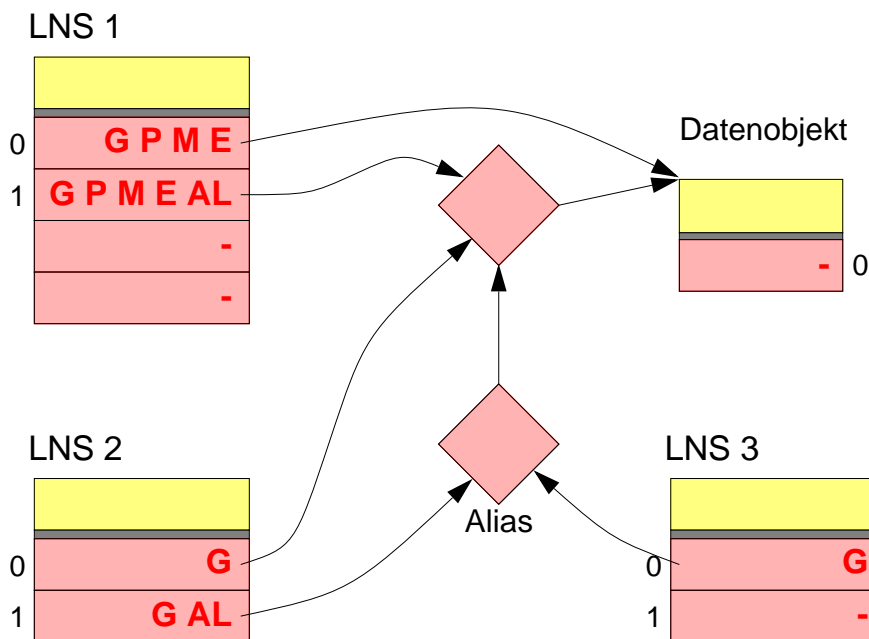 LNS 1
0 G P M E
1 G P M E AL
-
-
Datenobjekt
- 0
LNS 2
0 G
1 G AL
Alias
LNS 3
0 G
1 -